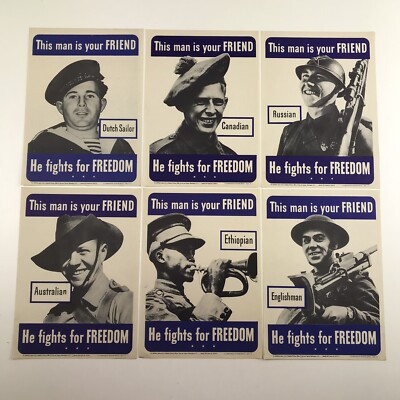 This man is your FRIEND
Dutch Sailor
He fights for FREEDOM
This man is your FRIEND
Canadian
He fights for FREEDOM
This man is your FRIEND
Russian
He fights for FREEDOM
This man is your FRIEND
Australian
He fights for FREEDOM
This man is your FRIEND
Ethiopian
He fights for FREEDOM
This man is your FRIEND
Englishman
He fights for FREEDOM